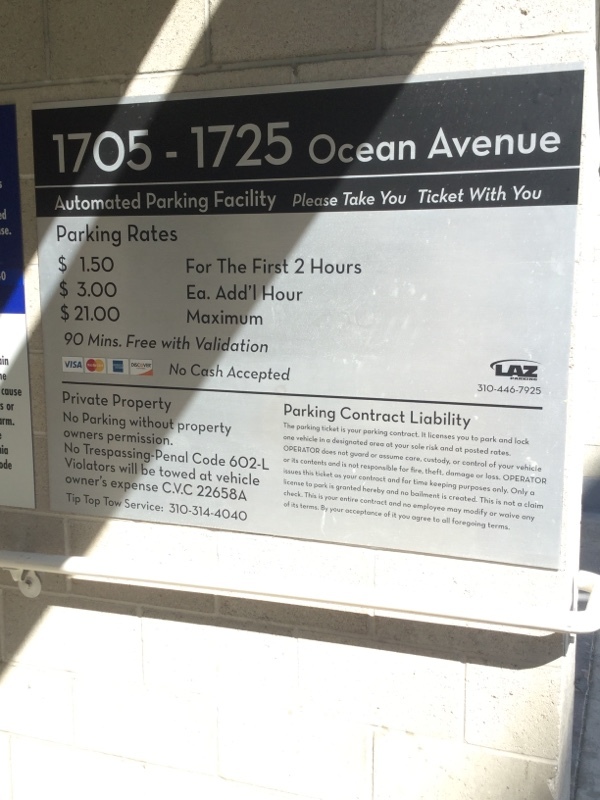 1705 - 1725 Ocean Avenue
Automated Parking Facility Please Take You Ticket With You
Parking Rates
$ 1.50 For The First 2 Hours
$ 3.00 Ea. Add'l Hour
$ 21.00 Maximum
90 Mins. Free with Validation
VISA MasterCard DISCOVER No Cash Accepted
LAZ
PARKING
310-446-7925
Private Property
No Parking without property
owners permission.
No Trespassing-Penal Code 602-L
Violators will be towed at vehicle
owner's expense C.V.C 22658A
Tip Top Tow Service: 310-314-4040
Parking Contract Liability
The parking ticket is your parking contract. It licenses you to park and lock
one vehicle in a designated area at your sole risk and at posted rates.
OPERATOR does not guard or assume care, custody, or control of your vehicle
or its contents and is not responsible for fire, theft, damage or loss. OPERATOR
issues this ticket as your contract and for time keeping purposes only. Only a
license to park is granted hereby and no bailment is created. This is not a claim
check. This is your entire contract and no employee may modify or waive any
of its terms. By your acceptance of it you agree to all foregoing terms.
cause
s or
arm.
ode